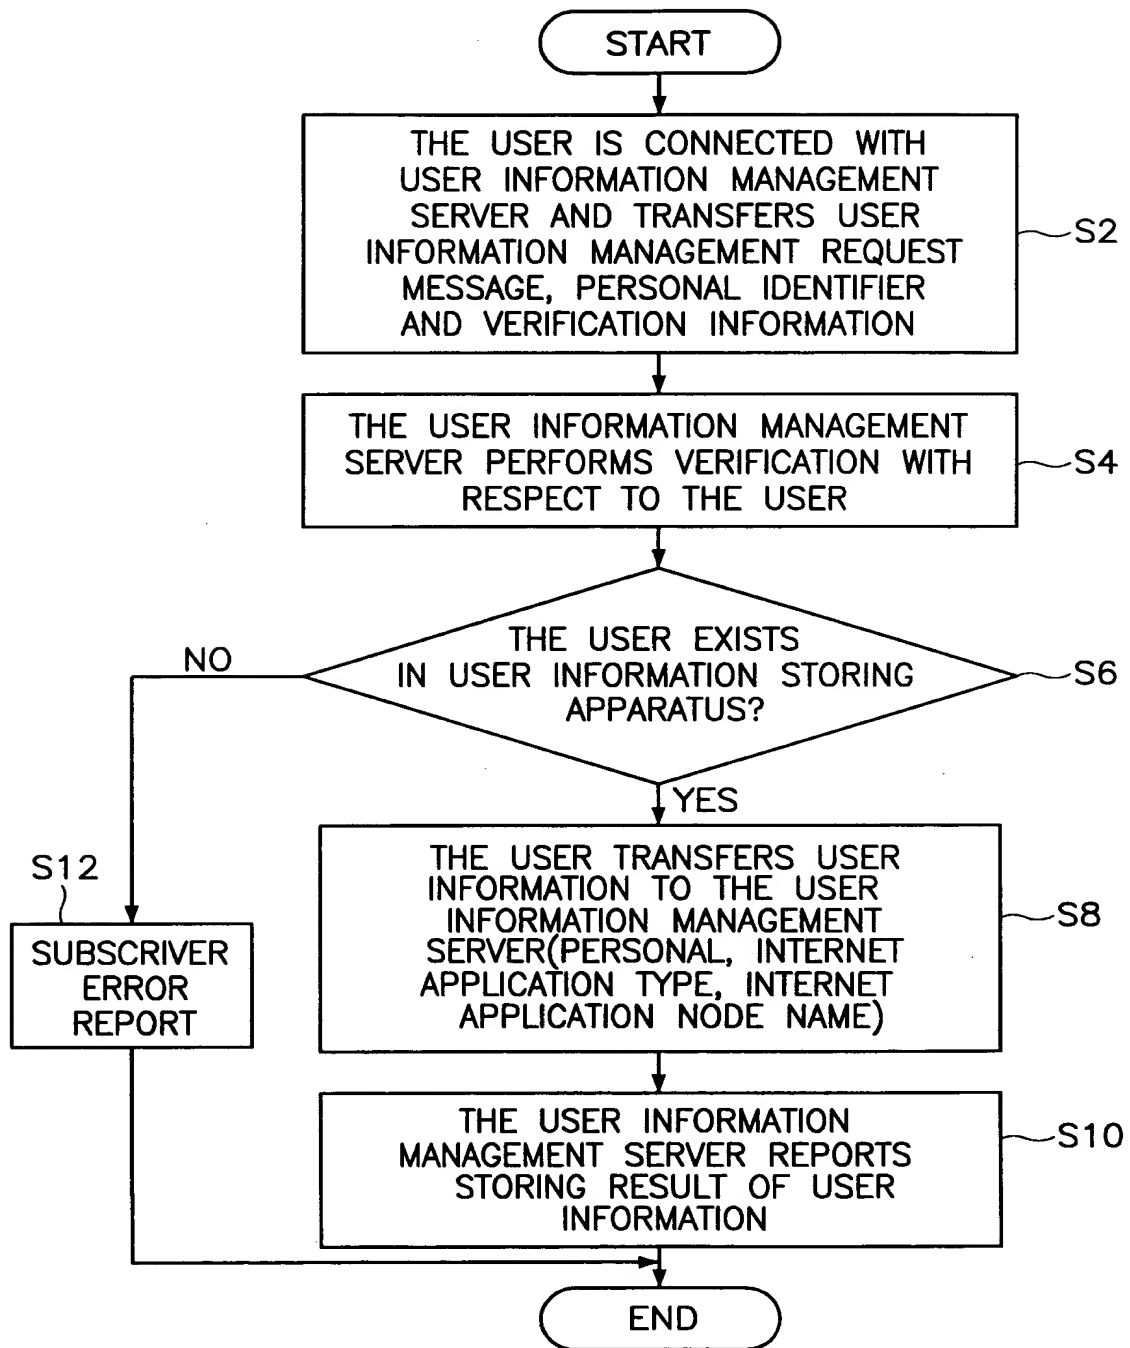 START
THE USER IS CONNECTED WITH
USER INFORMATION MANAGEMENT
SERVER AND TRANSFERS USER
INFORMATION MANAGEMENT REQUEST
MESSAGE, PERSONAL IDENTIFIER
AND VERIFICATION INFORMATION
S2
THE USER INFORMATION MANAGEMENT
SERVER PERFORMS VERIFICATION WITH
RESPECT TO THE USER
S4
THE USER EXISTS
IN USER INFORMATION STORING
APPARATUS?
S6
NO
YES
S12
SUBSCRIVER
ERROR
REPORT
THE USER TRANSFERS USER
INFORMATION TO THE USER
INFORMATION MANAGEMENT
SERVER(PERSONAL, INTERNET
APPLICATION TYPE, INTERNET
APPLICATION NODE NAME)
S8
THE USER INFORMATION
MANAGEMENT SERVER REPORTS
STORING RESULT OF USER
INFORMATION
S10
END